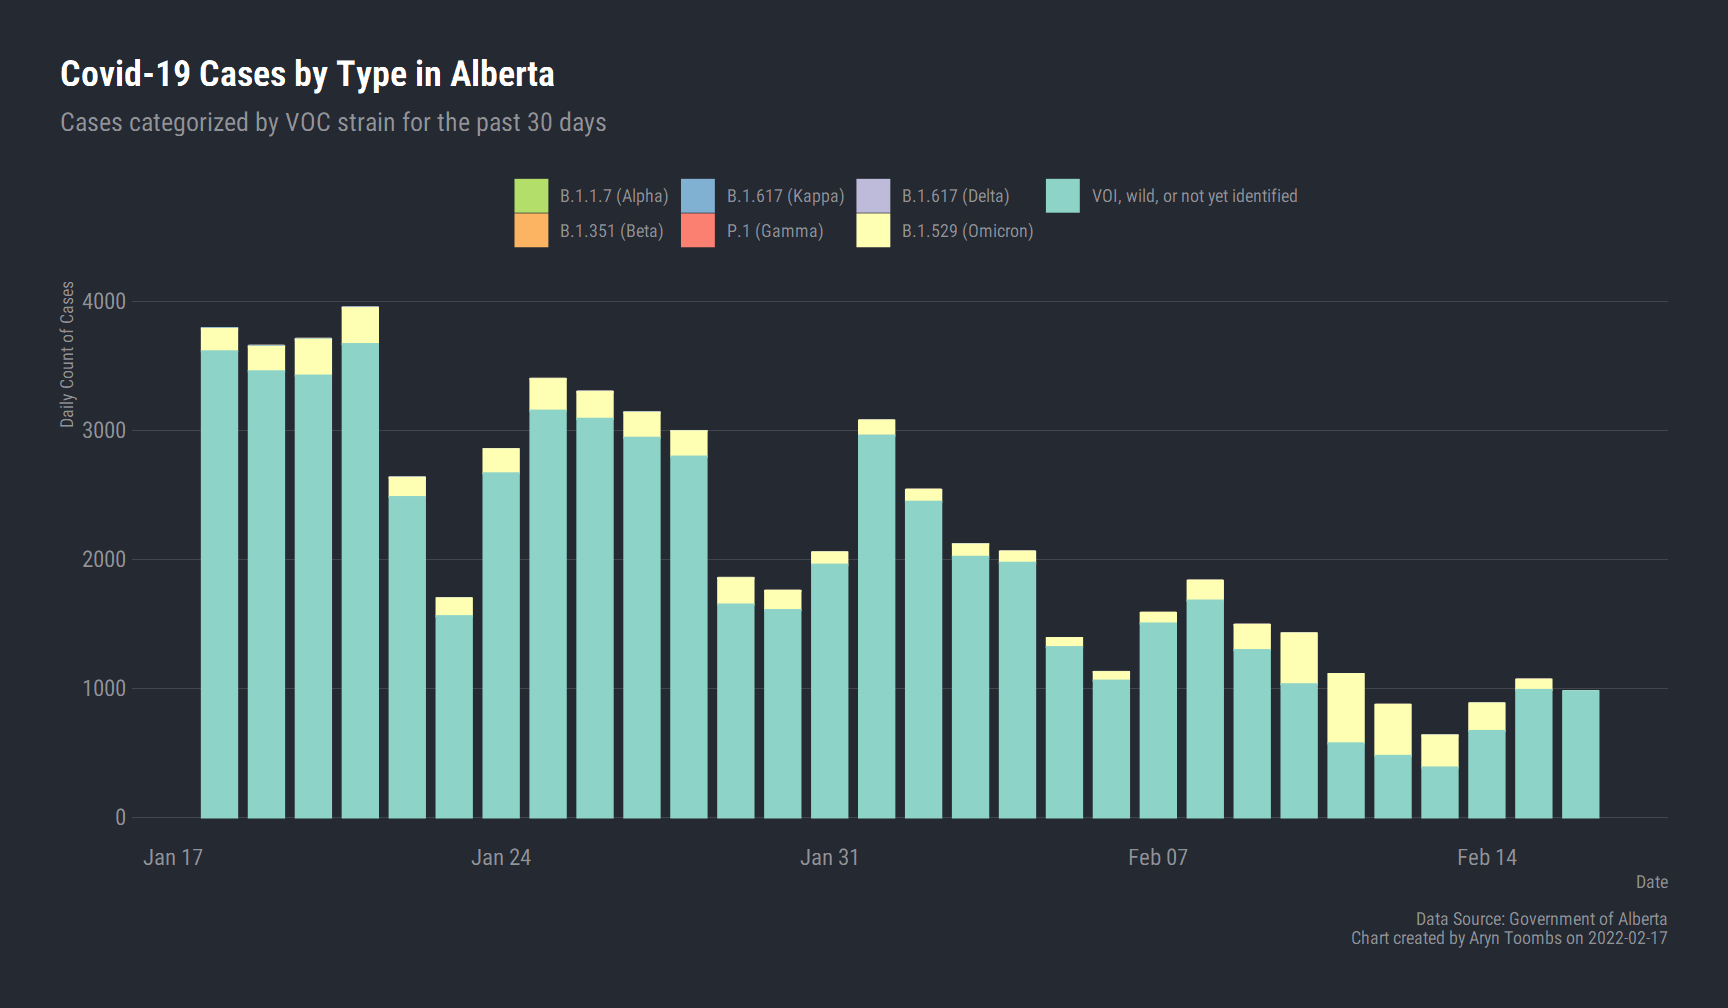 Covid-19 Cases by Type in Alberta
Cases categorized by VOC strain for the past 30 days
B.1.1.7 (Alpha)
B.1.617 (Kappa)
B.1.617 (Delta)
VOI, wild, or not yet identified
B.1.351 (Beta)
P.1 (Gamma)
B.1.529 (Omicron)
Daily Count of Cases
4000
3000
2000
1000
0
Jan 17
Jan 24
Jan 31
Feb 07
Feb 14
Date
Data Source: Government of Alberta
Chart created by Aryn Toombs on 2022-02-17